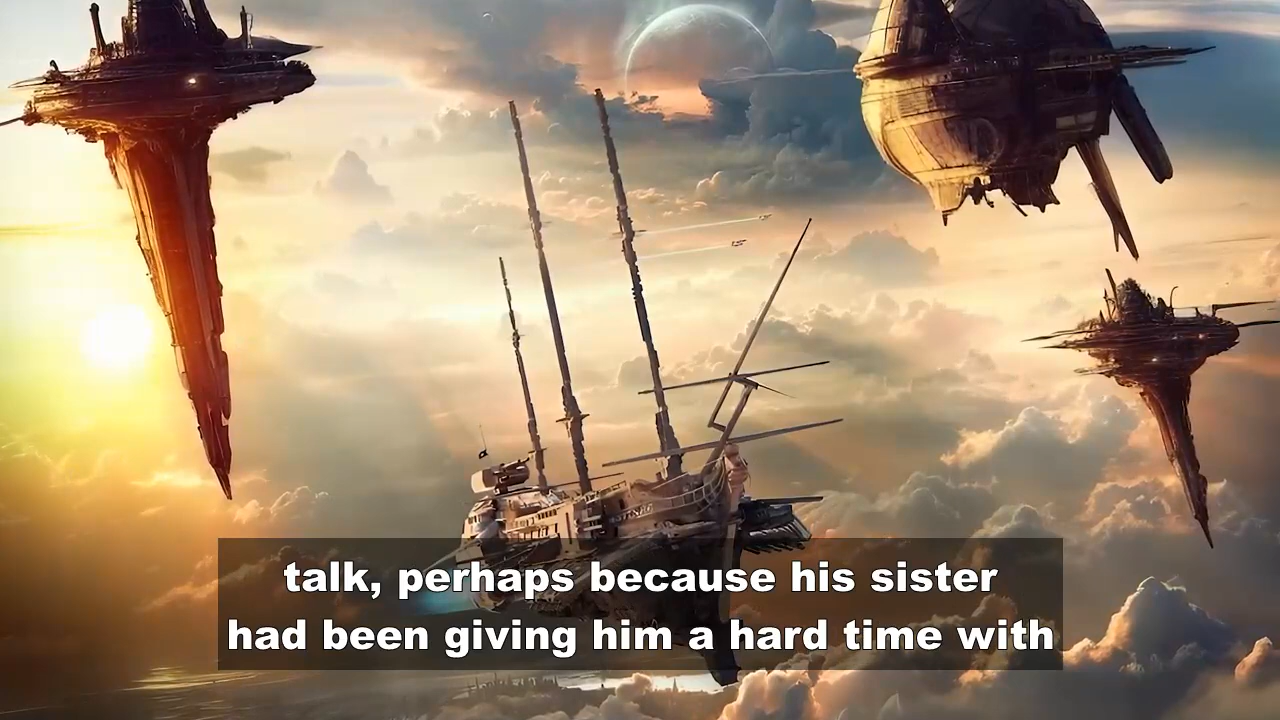 talk, perhaps because his sister
had been giving him a hard time with